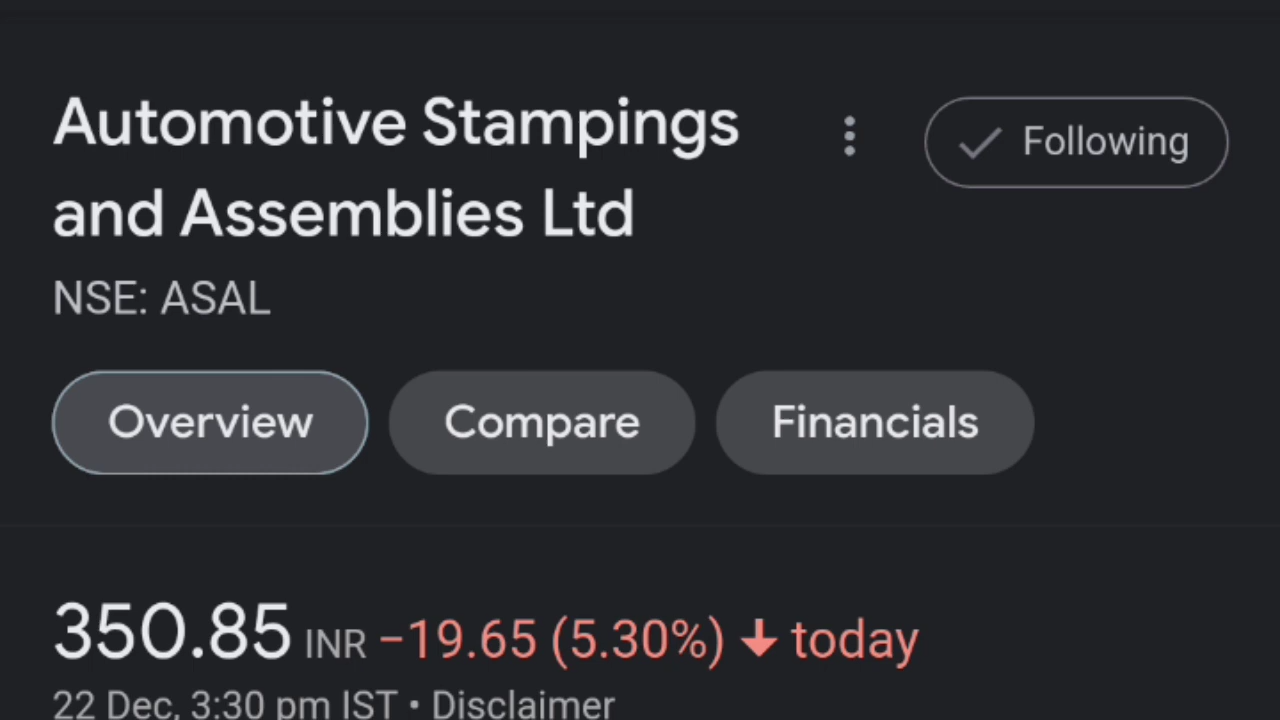 Automotive Stampings
and Assemblies Ltd
Following
NSE: ASAL
Overview Compare Financials
350.85 INR −19.65 (5.30%) ↓ today
22 Dec, 3:30 pm IST • Disclaimer